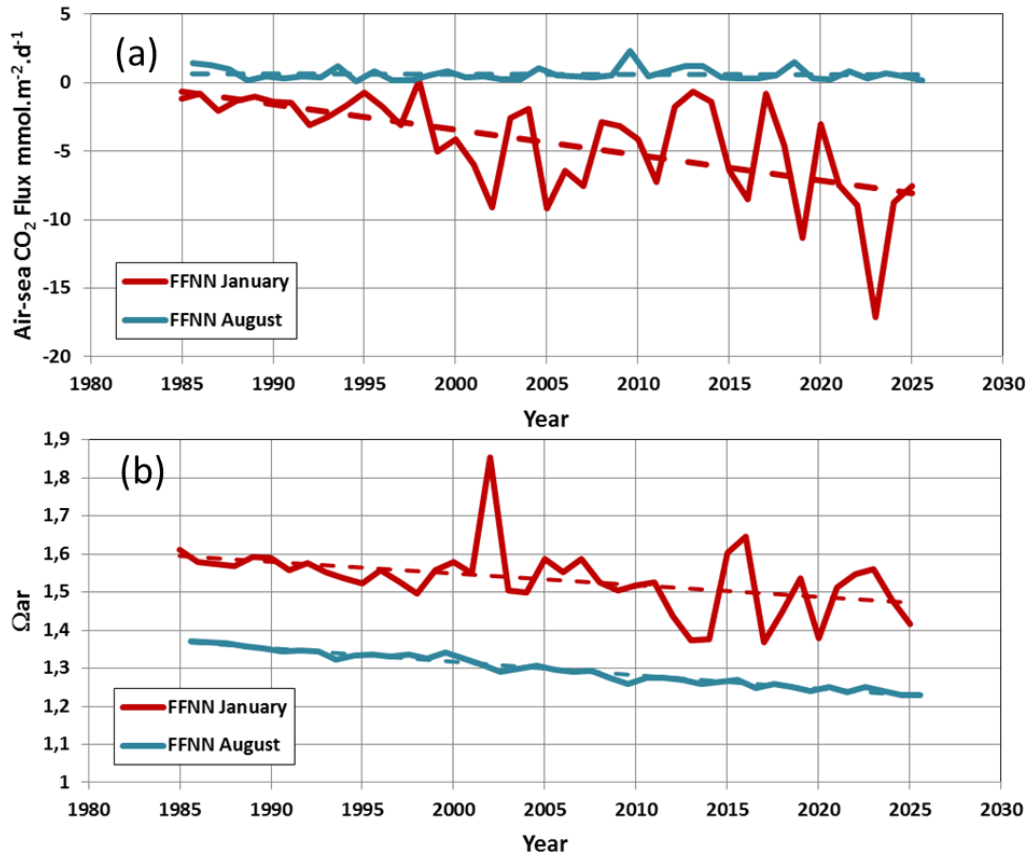 (a)
Air-sea CO₂ Flux mmol.m⁻².d⁻¹
5
0
-5
-10
-15
-20
FFNN January
FFNN August
1980 1985 1990 1995 2000 2005 2010 2015 2020 2025 2030
Year
(b)
Ωar
1,9
1,8
1,7
1,6
1,5
1,4
1,3
1,2
1,1
1
FFNN January
FFNN August
1980 1985 1990 1995 2000 2005 2010 2015 2020 2025 2030
Year